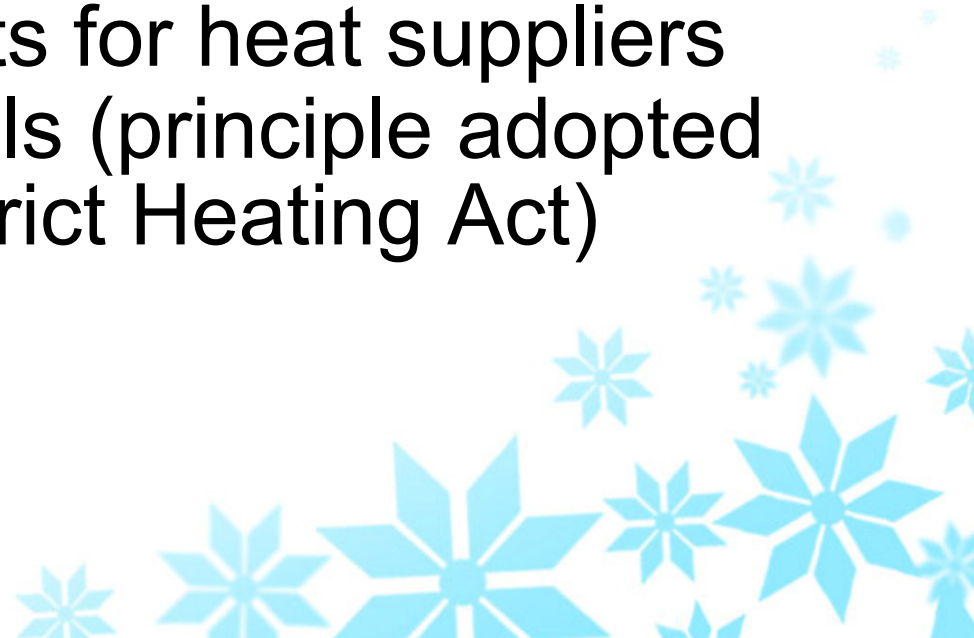 ts for heat suppliers
ls (principle adopted
rict Heating Act)